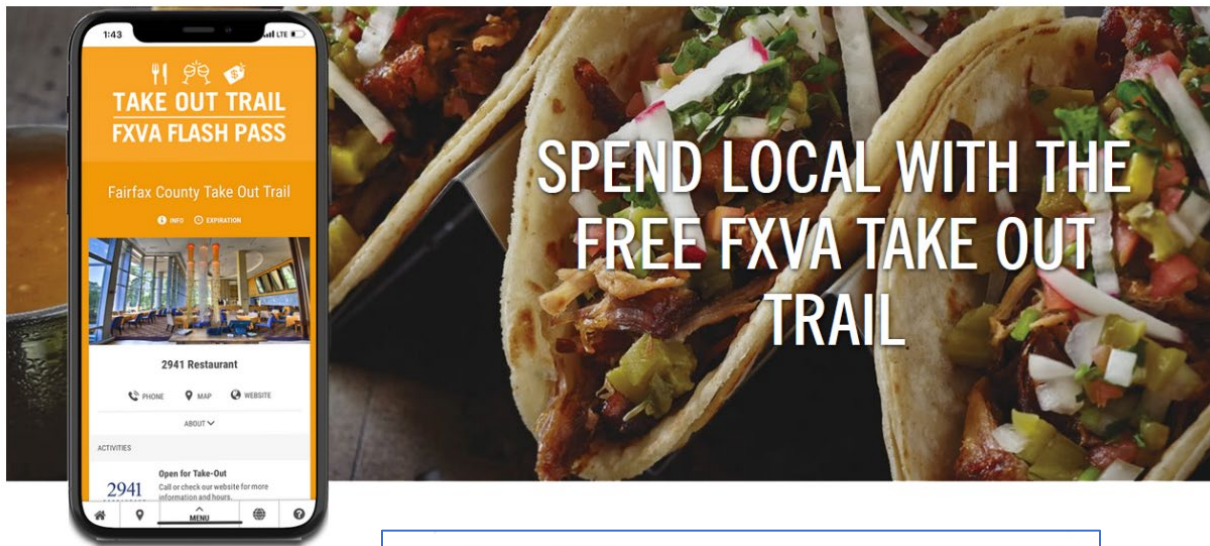 1:43
LTE
TAKE OUT TRAIL
FXVA FLASH PASS
Fairfax County Take Out Trail
INFO EXPIRATION
2941 Restaurant
PHONE MAP WEBSITE
ABOUT
ACTIVITIES
Open for Take-Out
2941
Call or check our website for more
information and hours.
MENU
SPEND LOCAL WITH THE
FREE FXVA TAKE OUT
TRAIL